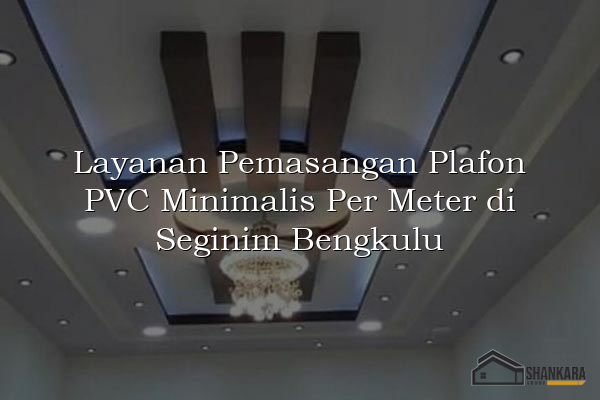 Layanan Pemasangan Plafon
PVC Minimalis Per Meter di
Seginim Bengkulu
SHANKARA